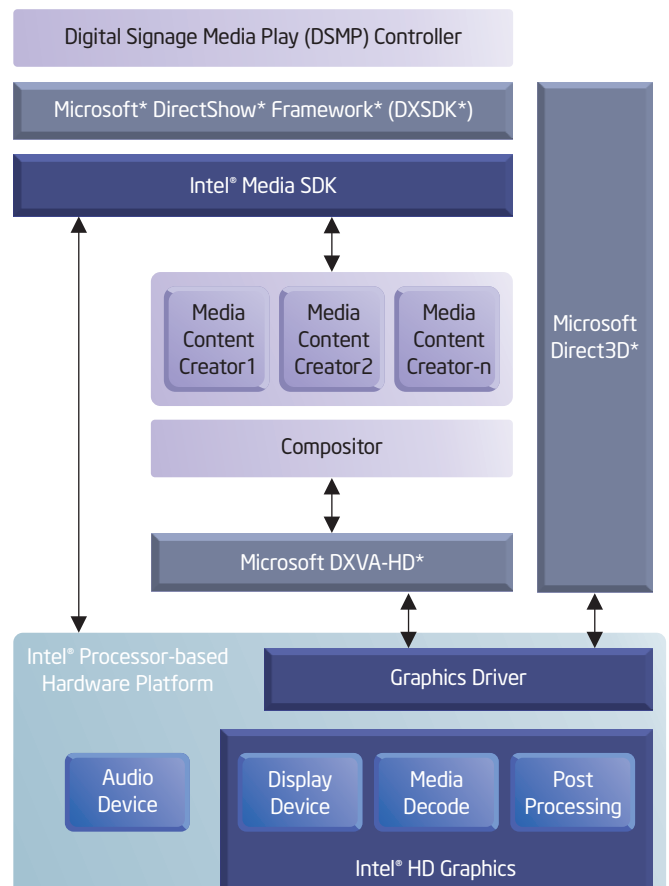 Digital Signage Media Play (DSMP) Controller
Microsoft* DirectShow* Framework* (DXSDK*)
Intel® Media SDK
Media
Content
Creator1
Media
Content
Creator2
Media
Content
Creator-n
Microsoft
Direct3D*
Compositor
Microsoft DXVA-HD*
Intel® Processor-based
Hardware Platform
Graphics Driver
Audio
Device
Display
Device
Media
Decode
Post
Processing
Intel® HD Graphics